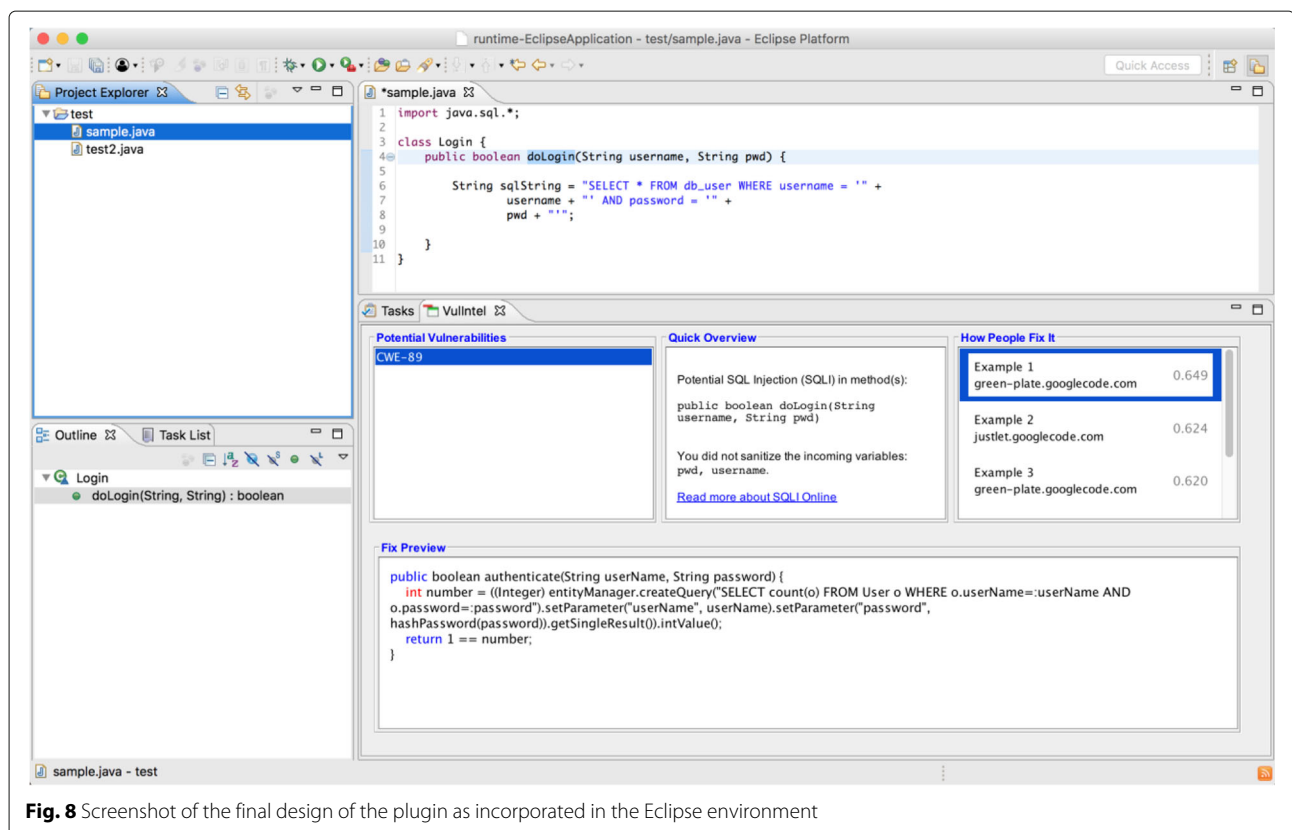 runtime-EclipseApplication - test/sample.java - Eclipse Platform
Quick Access
Project Explorer
test
sample.java
test2.java
*sample.java
1 import java.sql.*;
2
3 class Login {
4 public boolean doLogin(String username, String pwd) {
5
6 String sqlString = "SELECT * FROM db_user WHERE username = '" +
7 username + "' AND password = '" +
8 pwd + "'";
9
10 }
11 }
Outline Task List
Login
doLogin(String, String) : boolean
Tasks VulIntel
Potential Vulnerabilities
CWE-89
Quick Overview
Potential SQL Injection (SQLI) in method(s):
public boolean doLogin(String
username, String pwd)
You did not sanitize the incoming variables:
pwd, username.
Read more about SQLI Online
How People Fix It
Example 1
green-plate.googlecode.com 0.649
Example 2
justlet.googlecode.com 0.624
Example 3
green-plate.googlecode.com 0.620
Fix Preview
public boolean authenticate(String userName, String password) {
int number = ((Integer) entityManager.createQuery("SELECT count(o) FROM User o WHERE o.userName=:userName AND
o.password=:password").setParameter("userName", userName).setParameter("password",
hashPassword(password)).getSingleResult()).intValue();
return 1 == number;
}
sample.java - test
Fig. 8 Screenshot of the final design of the plugin as incorporated in the Eclipse environment